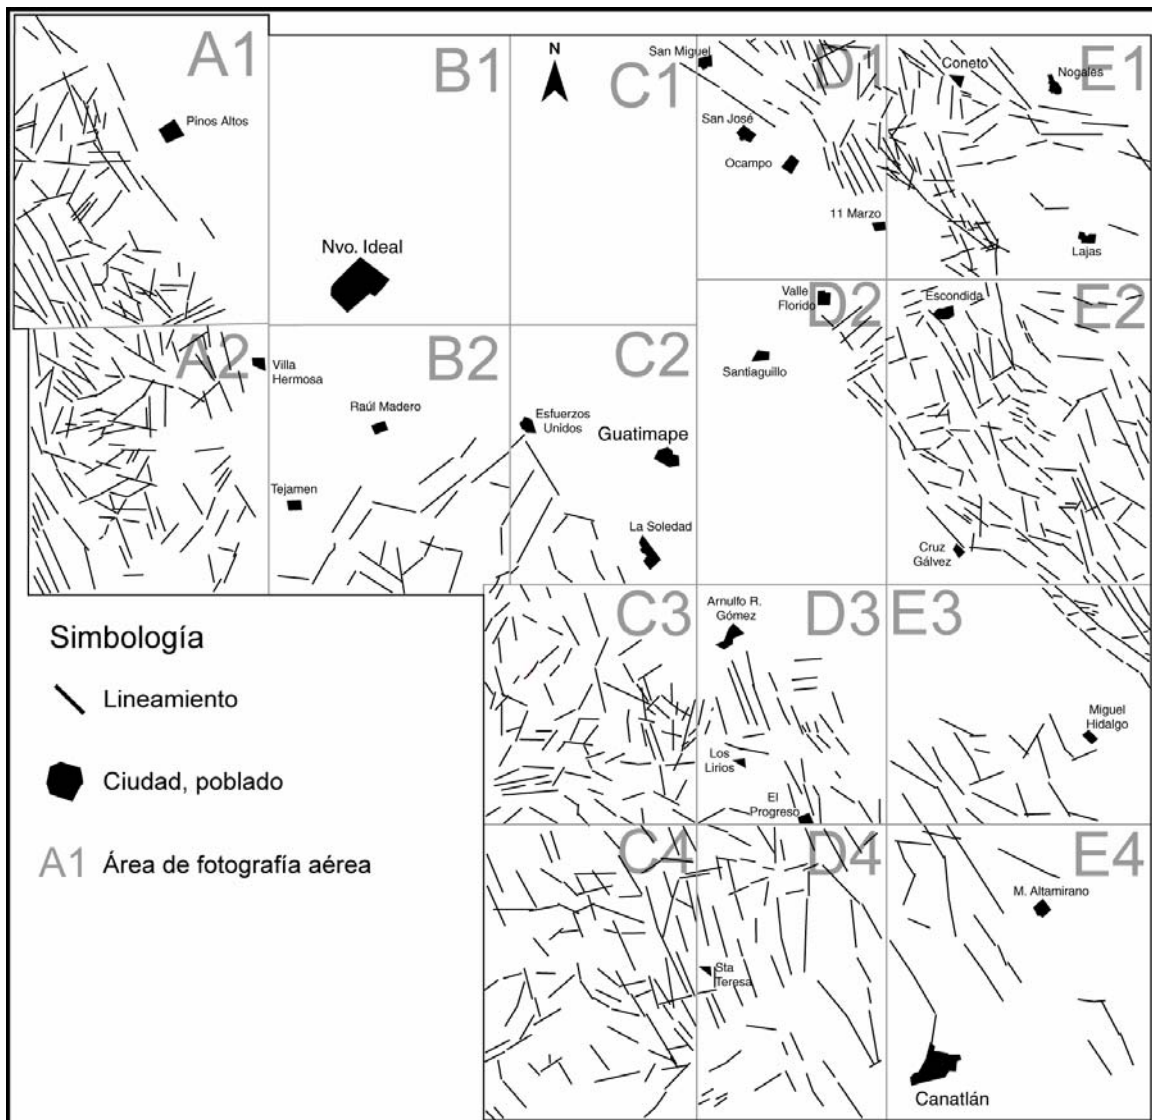 A1
B1
C1
D1
E1
N
San Miguel
Coneto
Nogales
Pinos Altos
San José
Ocampo
11 Marzo
Lajas
Nvo. Ideal
A2
B2
C2
D2
E2
Valle
Florido
Escondida
Santiaguillo
Villa
Hermosa
Raúl Madero
Esfuerzos
Unidos
Guatimape
Tejamen
La Soledad
Cruz
Gálvez
C3
D3
E3
Arnulfo R.
Gómez
Miguel
Hidalgo
Los
Lirios
El
Progreso
C4
D4
E4
M. Altamirano
Sta
Teresa
Canatlán
Simbología
Lineamiento
Ciudad, poblado
A1
Área de fotografía aérea